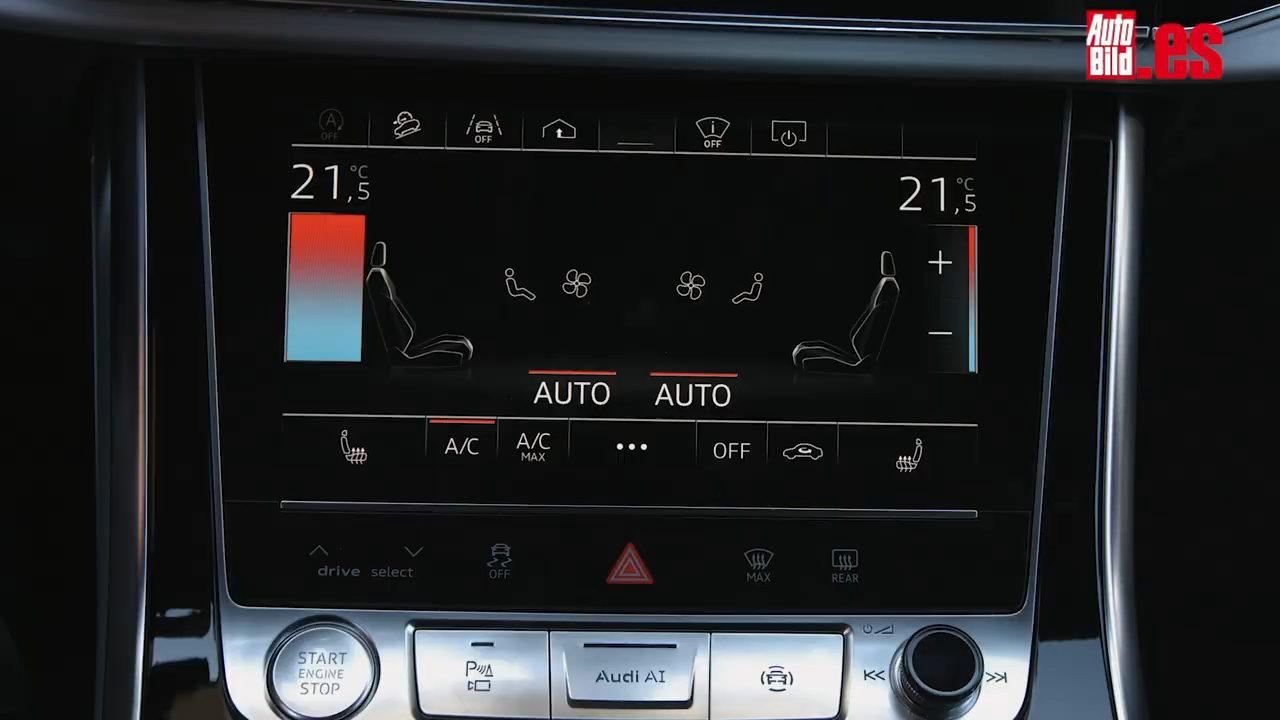 Auto
Bild
.es
A
OFF
OFF
i
OFF
21,5 °C
21,5 °C
+
−
AUTO
AUTO
A/C
A/C
MAX
•••
OFF
drive select
OFF
MAX
REAR
START
ENGINE
STOP
P
Audi AI